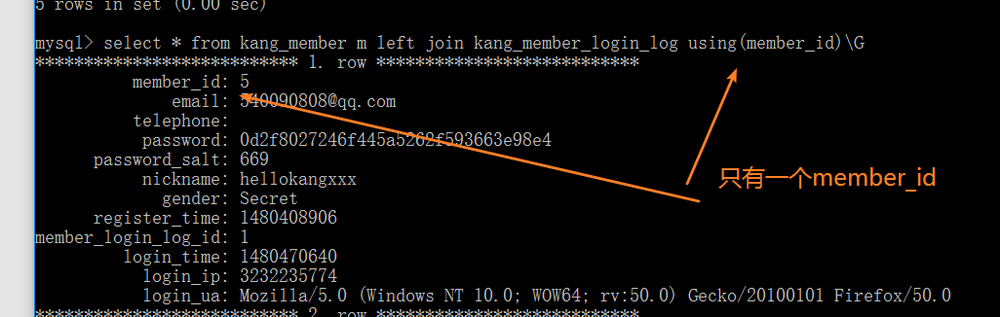 5 rows in set (0.00 sec)
mysql> select * from kang_member m left join kang_member_login_log using(member_id)\G
*************************** 1. row ***************************
member_id: 5
email: 540090808@qq.com
telephone:
password: 0d2f8027246f445a5262f593663e98e4
password_salt: 669
nickname: hellokangxxx
gender: Secret
register_time: 1480408906
member_login_log_id: 1
login_time: 1480470640
login_ip: 3232235774
login_ua: Mozilla/5.0 (Windows NT 10.0; WOW64; rv:50.0) Gecko/20100101 Firefox/50.0
*************************** 2. row ***************************
只有一个member_id